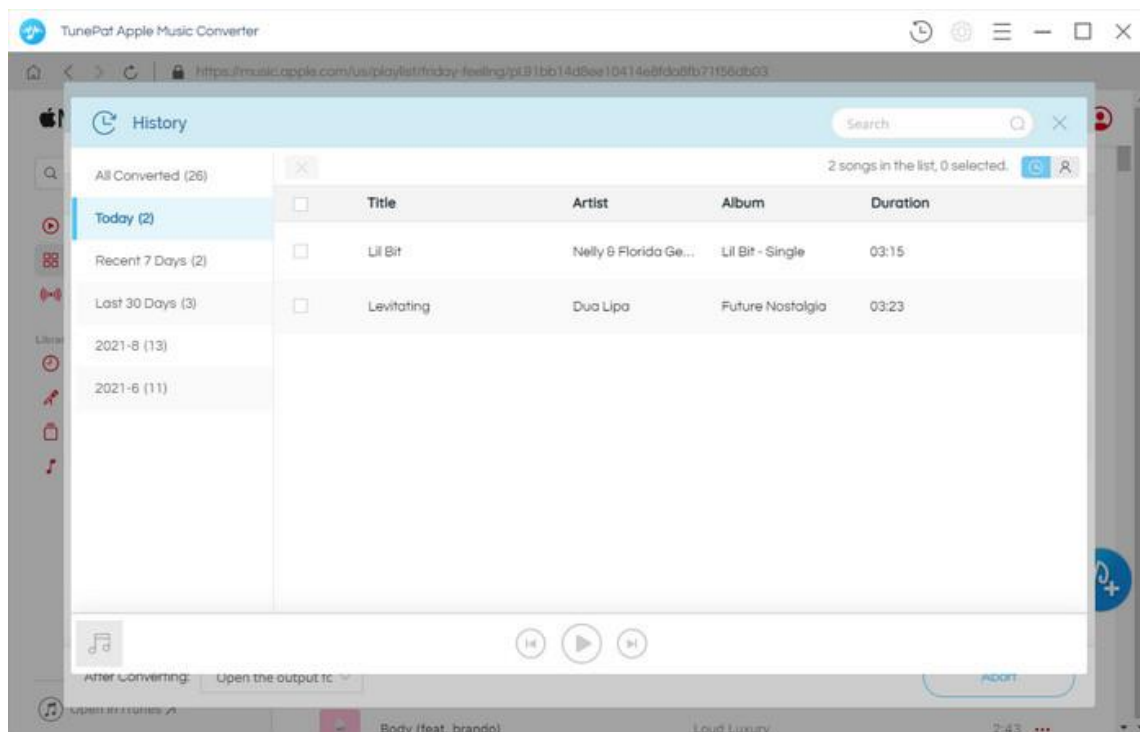 TunePat Apple Music Converter
https://music.apple.com/us/playlist/friday-feeling/
History
Search
All Converted (26)
2 songs in the list, 0 selected.
Title Artist Album Duration
Today (2)
Lil Bit Nelly & Florida Ge... Lil Bit - Single 03:15
Recent 7 Days (2)
Last 30 Days (3)
Levitating Dua Lipa Future Nostalgia 03:23
2021-8 (13)
2021-6 (11)
After Converting: Open the output fc Abort
Open in iTunes ↗
Body (feat. brando) Loud Luxury 2:43